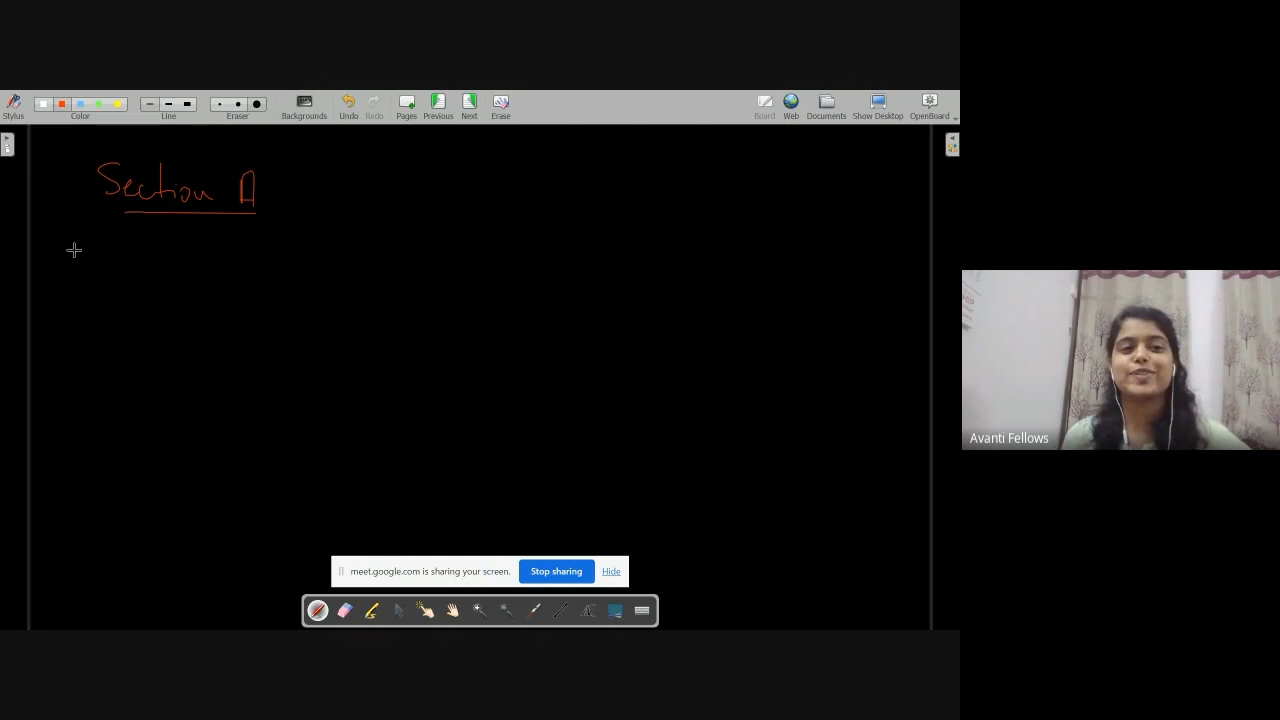 Stylus
Color
Line
Eraser
Backgrounds
Undo
Redo
Pages
Previous
Next
Erase
Board
Web
Documents
Show Desktop
OpenBoard
Section A
Avanti Fellows
meet.google.com is sharing your screen.
Stop sharing
Hide